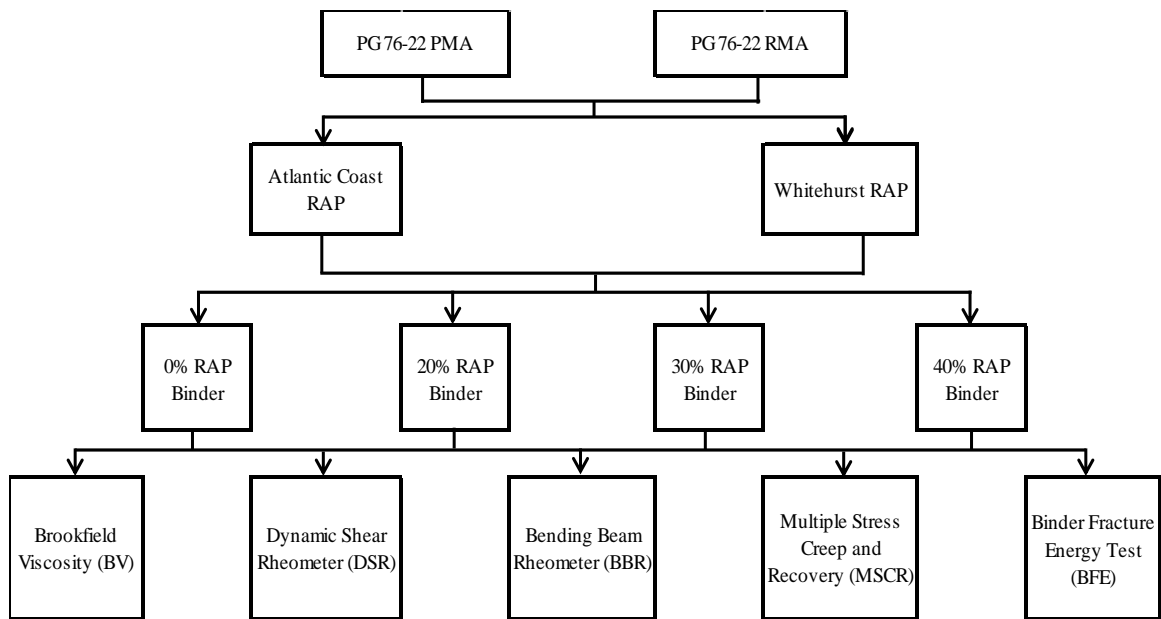 PG76-22 PMA
PG76-22 RMA
Atlantic Coast
RAP
Whitehurst RAP
0% RAP
Binder
20% RAP
Binder
30% RAP
Binder
40% RAP
Binder
Brookfield
Viscosity (BV)
Dynamic Shear
Rheometer (DSR)
Bending Beam
Rheometer (BBR)
Multiple Stress
Creep and
Recovery (MSCR)
Binder Fracture
Energy Test
(BFE)